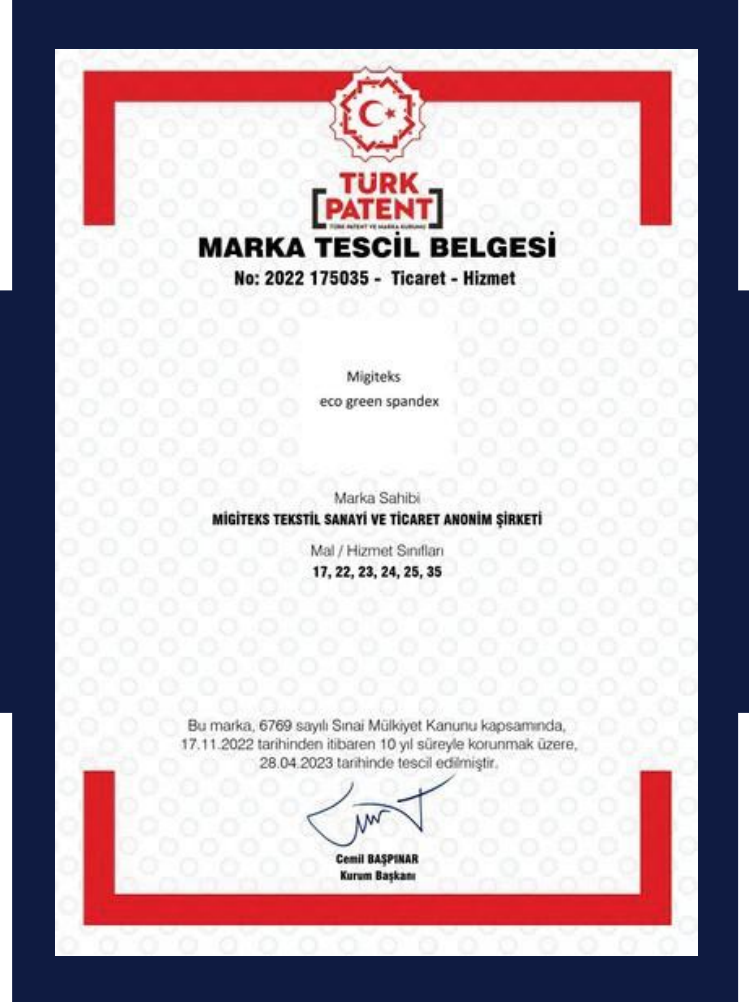 TÜRK
PATENT
TÜRK PATENT VE MARKA KURUMU
MARKA TESCİL BELGESİ
No: 2022 175035 - Ticaret - Hizmet
Migiteks
eco green spandex
Marka Sahibi
MİGİTEKS TEKSTİL SANAYİ VE TİCARET ANONİM ŞİRKETİ
Mal / Hizmet Sınıfları
17, 22, 23, 24, 25, 35
Bu marka, 6769 sayılı Sınai Mülkiyet Kanunu kapsamında,
17.11.2022 tarihinden itibaren 10 yıl süreyle korunmak üzere,
28.04.2023 tarihinde tescil edilmiştir.
Cemil BAŞPINAR
Kurum Başkanı